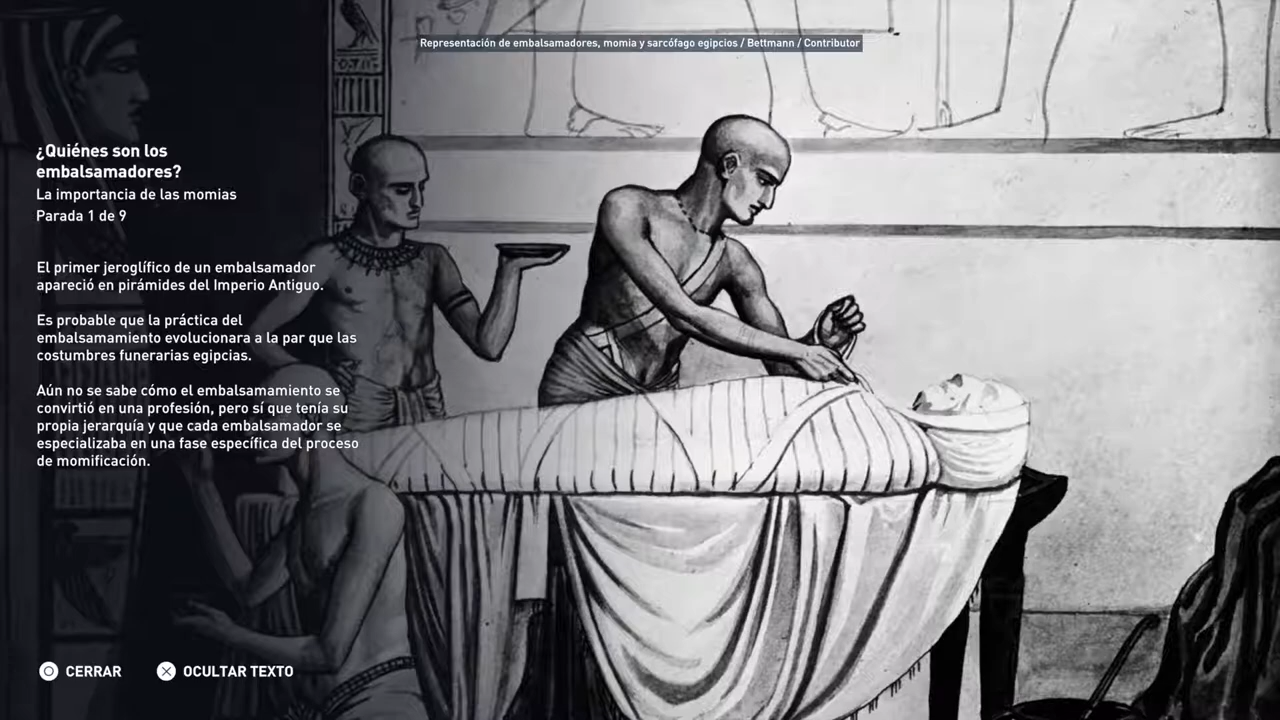 Representación de embalsamadores, momia y sarcófago egipcios / Bettmann / Contributor
¿Quiénes son los
embalsamadores?
La importancia de las momias
Parada 1 de 9
El primer jeroglífico de un embalsamador
apareció en pirámides del Imperio Antiguo.
Es probable que la práctica del
embalsamamiento evolucionara a la par que las
costumbres funerarias egipcias.
Aún no se sabe cómo el embalsamamiento se
convirtió en una profesión, pero sí que tenía su
propia jerarquía y que cada embalsamador se
especializaba en una fase específica del proceso
de momificación.
CERRAR
OCULTAR TEXTO